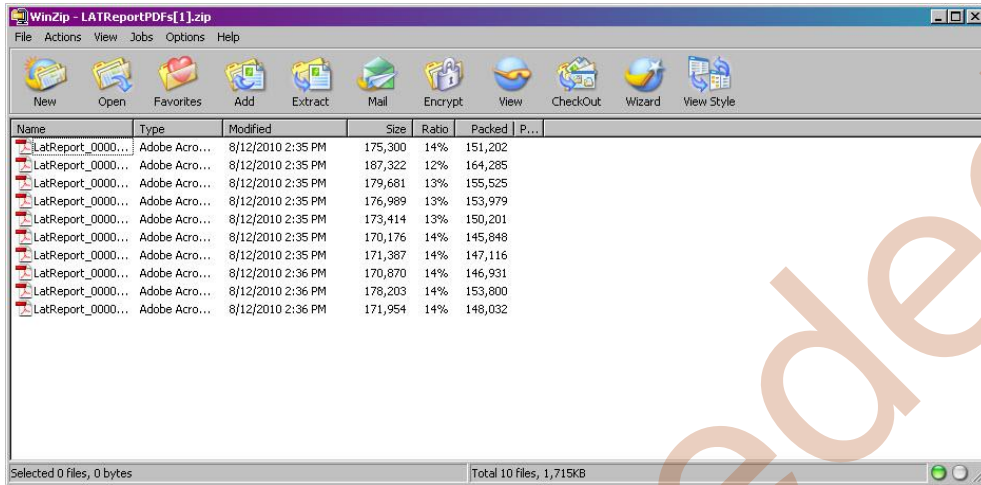 WinZip - LATReportPDFs[1].zip
File Actions View Jobs Options Help
New Open Favorites Add Extract Mail Encrypt View CheckOut Wizard View Style
Name Type Modified Size Ratio Packed P...
LatReport_0000... Adobe Acro... 8/12/2010 2:35 PM 175,300 14% 151,202
LatReport_0000... Adobe Acro... 8/12/2010 2:35 PM 187,322 12% 164,285
LatReport_0000... Adobe Acro... 8/12/2010 2:35 PM 179,681 13% 155,525
LatReport_0000... Adobe Acro... 8/12/2010 2:35 PM 176,989 13% 153,979
LatReport_0000... Adobe Acro... 8/12/2010 2:35 PM 173,414 13% 150,201
LatReport_0000... Adobe Acro... 8/12/2010 2:35 PM 170,176 14% 145,848
LatReport_0000... Adobe Acro... 8/12/2010 2:35 PM 171,387 14% 147,116
LatReport_0000... Adobe Acro... 8/12/2010 2:36 PM 170,870 14% 146,931
LatReport_0000... Adobe Acro... 8/12/2010 2:36 PM 178,203 14% 153,800
LatReport_0000... Adobe Acro... 8/12/2010 2:36 PM 171,954 14% 148,032
Selected 0 files, 0 bytes Total 10 files, 1,715KB